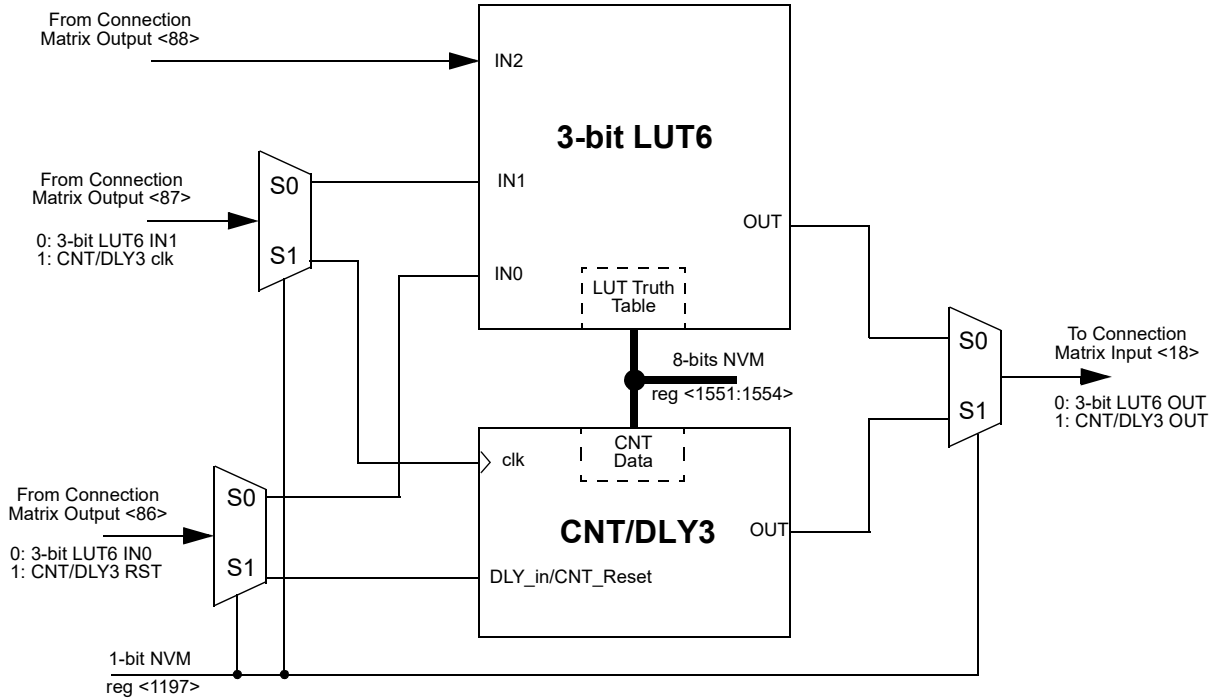 From Connection
Matrix Output <88>
IN2
3-bit LUT6
From Connection
Matrix Output <87>
S0
IN1
0: 3-bit LUT6 IN1
1: CNT/DLY3 clk
S1
OUT
IN0
LUT Truth
Table
8-bits NVM
reg <1551:1554>
S0
S1
To Connection
Matrix Input <18>
0: 3-bit LUT6 OUT
1: CNT/DLY3 OUT
clk
CNT
Data
From Connection
Matrix Output <86>
S0
CNT/DLY3
OUT
0: 3-bit LUT6 IN0
1: CNT/DLY3 RST
S1
DLY_in/CNT_Reset
1-bit NVM
reg <1197>